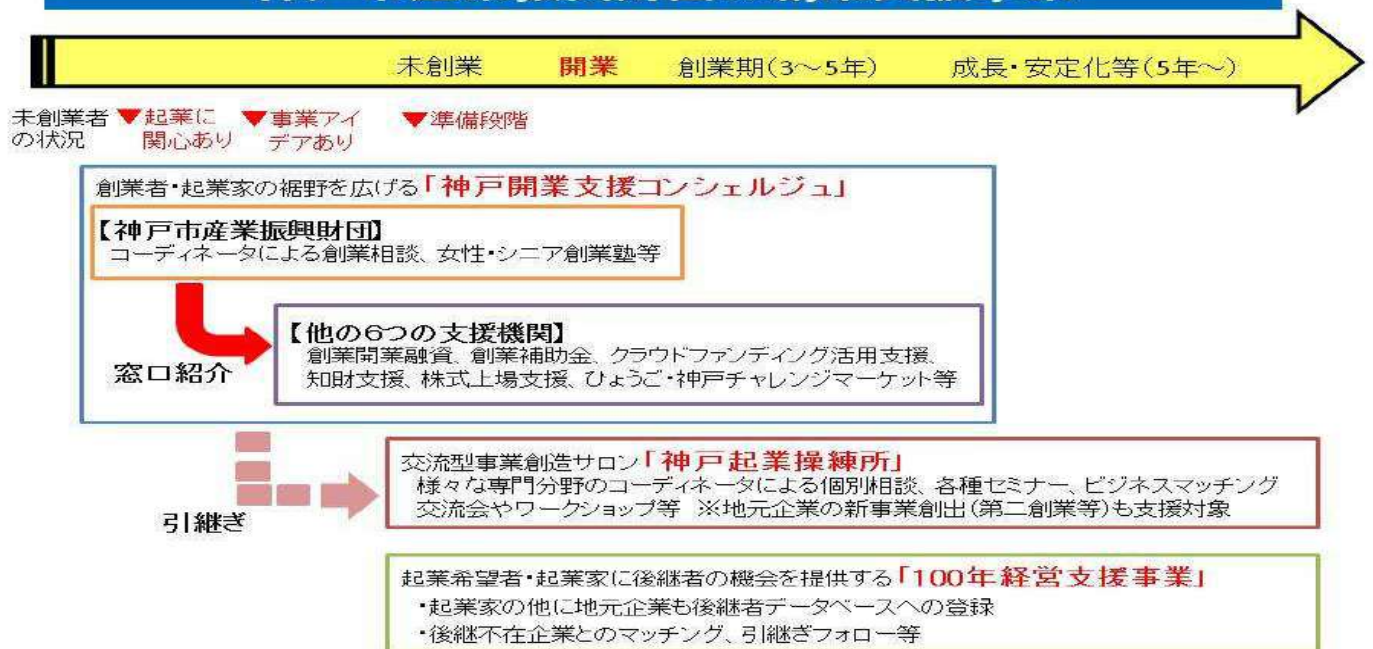 未創業 開業 創業期(3～5年) 成長・安定化等(5年～)
未創業者 ▼起業に ▼事業アイ ▼準備段階
の状況 関心あり デアあり
創業者・起業家の裾野を広げる「神戸開業支援コンシェルジュ」
【神戸市産業振興財団】
コーディネータによる創業相談、女性・シニア創業塾等
【他の6つの支援機関】
創業開業融資、創業補助金、クラウドファンディング活用支援、
窓口紹介 知財支援、株式上場支援、ひょうご・神戸チャレンジマーケット等
交流型事業創造サロン「神戸起業操練所」
様々な専門分野のコーディネータによる個別相談、各種セミナー、ビジネスマッチング
交流会やワークショップ等 ※地元企業の新事業創出(第二創業等)も支援対象
引継ぎ
起業希望者・起業家に後継者の機会を提供する「100年経営支援事業」
・起業家の他に地元企業も後継者データベースへの登録
・後継不在企業とのマッチング、引継ぎフォロー等